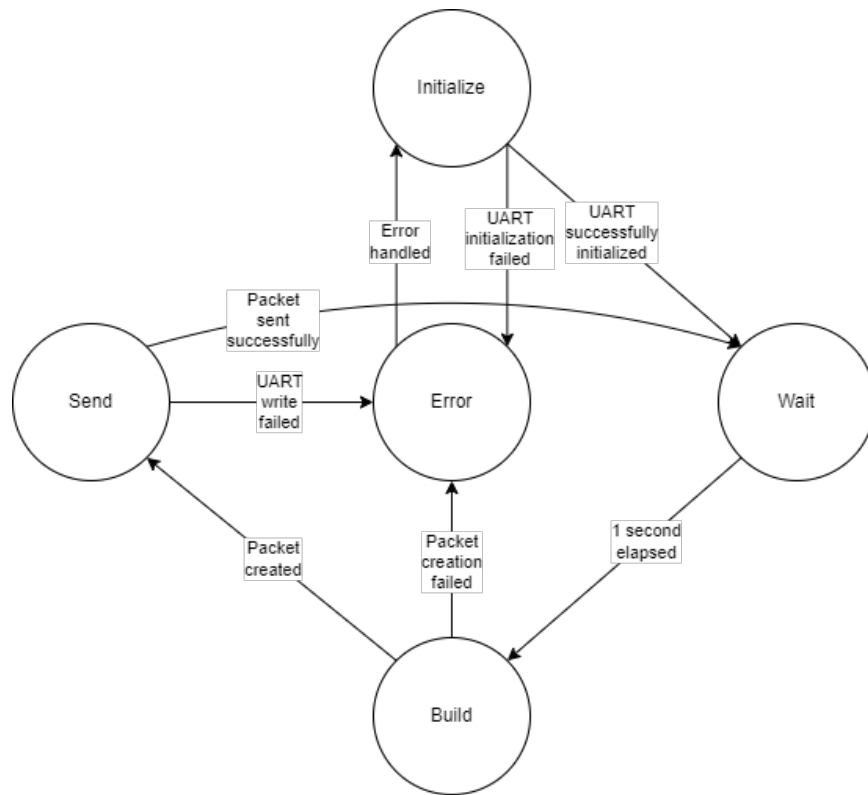 Initialize
Error
handled
UART
initialization
failed
UART
successfully
initialized
Packet
sent
successfully
Send
UART
write
failed
Error
Wait
Packet
created
Packet
creation
failed
1 second
elapsed
Build